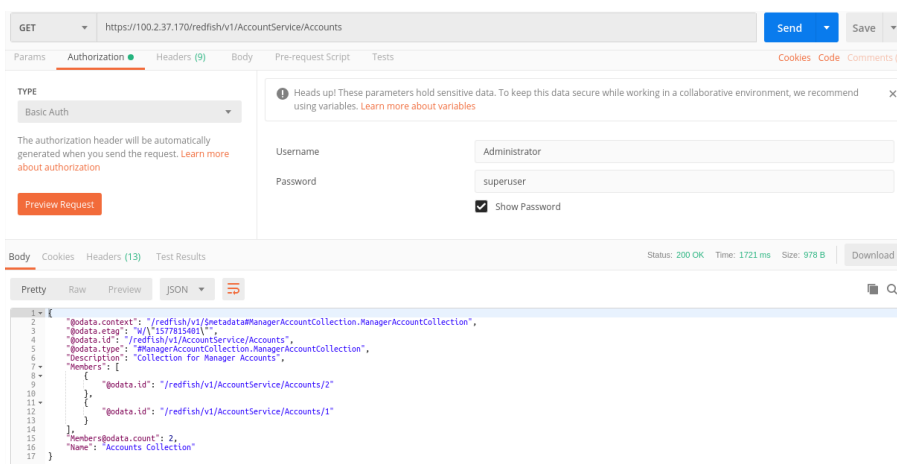 GET https://100.2.37.170/redfish/v1/AccountService/Accounts Send Save
Params Authorization Headers (9) Body Pre-request Script Tests Cookies Code Comments (
TYPE
Basic Auth
The authorization header will be automatically
generated when you send the request. Learn more
about authorization
Preview Request
Heads up! These parameters hold sensitive data. To keep this data secure while working in a collaborative environment, we recommend
using variables. Learn more about variables
Username Administrator
Password superuser
Show Password
Body Cookies Headers (13) Test Results Status: 200 OK Time: 1721 ms Size: 978 B Download
Pretty Raw Preview JSON
1 {
2 "@odata.context": "/redfish/v1/$metadata#ManagerAccountCollection.ManagerAccountCollection",
3 "@odata.etag": "W/\"1577815401\"",
4 "@odata.id": "/redfish/v1/AccountService/Accounts",
5 "@odata.type": "#ManagerAccountCollection.ManagerAccountCollection",
6 "Description": "Collection for Manager Accounts",
7 "Members": [
8 {
9 "@odata.id": "/redfish/v1/AccountService/Accounts/2"
10 },
11 {
12 "@odata.id": "/redfish/v1/AccountService/Accounts/1"
13 }
14 ],
15 "Members@odata.count": 2,
16 "Name": "Accounts Collection"
17 }